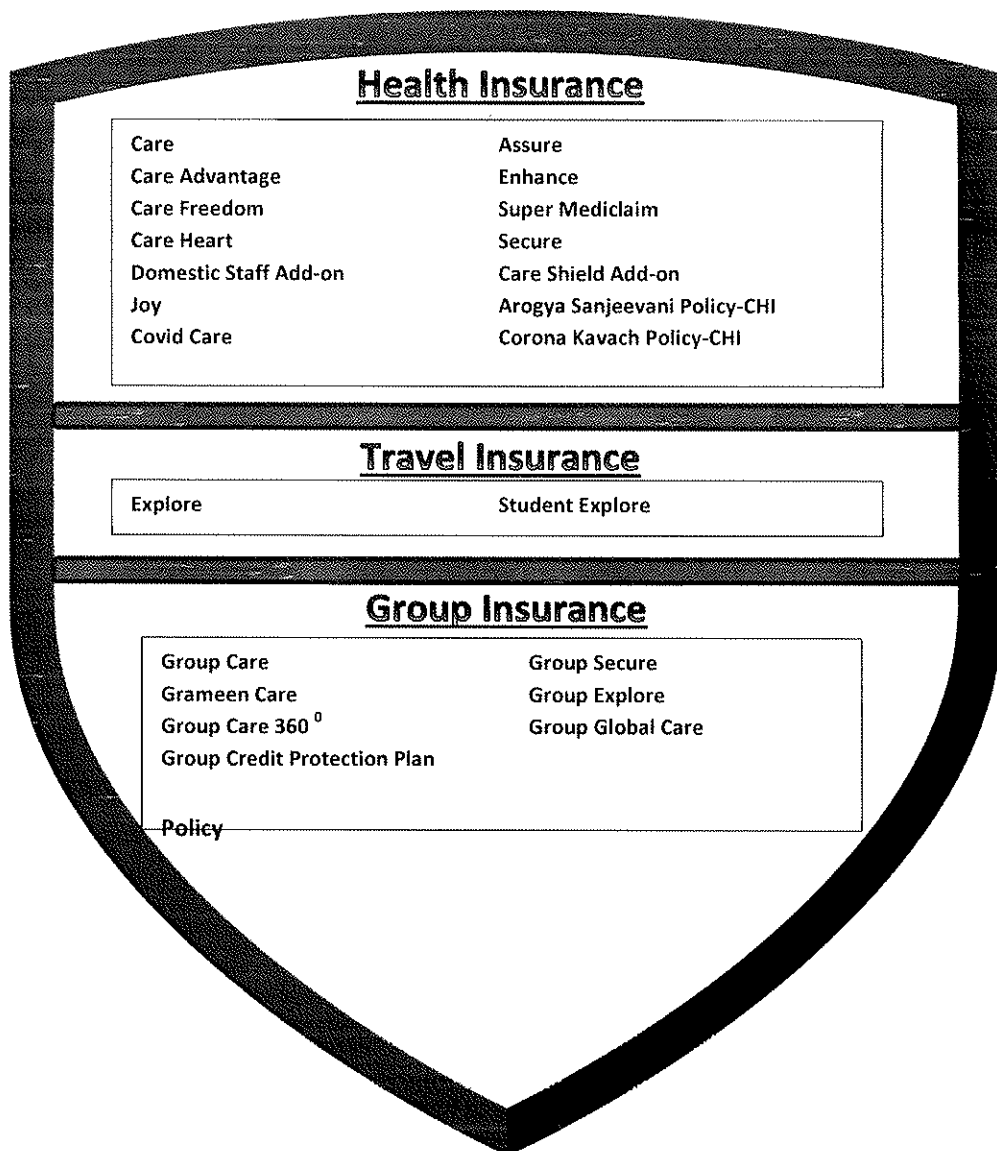 Health Insurance
Care
Care Advantage
Care Freedom
Care Heart
Domestic Staff Add-on
Joy
Covid Care
Assure
Enhance
Super Mediclaim
Secure
Care Shield Add-on
Arogya Sanjeevani Policy-CHI
Corona Kavach Policy-CHI
Travel Insurance
Explore
Student Explore
Group Insurance
Group Care
Grameen Care
Group Care 360⁰
Group Credit Protection Plan
Policy
Group Secure
Group Explore
Group Global Care